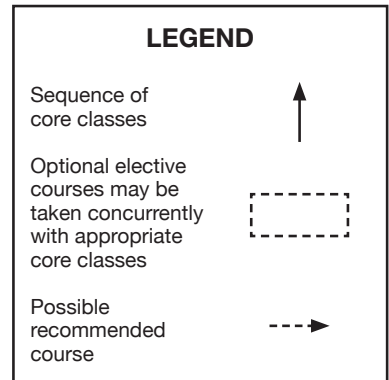 LEGEND
Sequence of
core classes
Optional elective
courses may be
taken concurrently
with appropriate
core classes
Possible
recommended
course